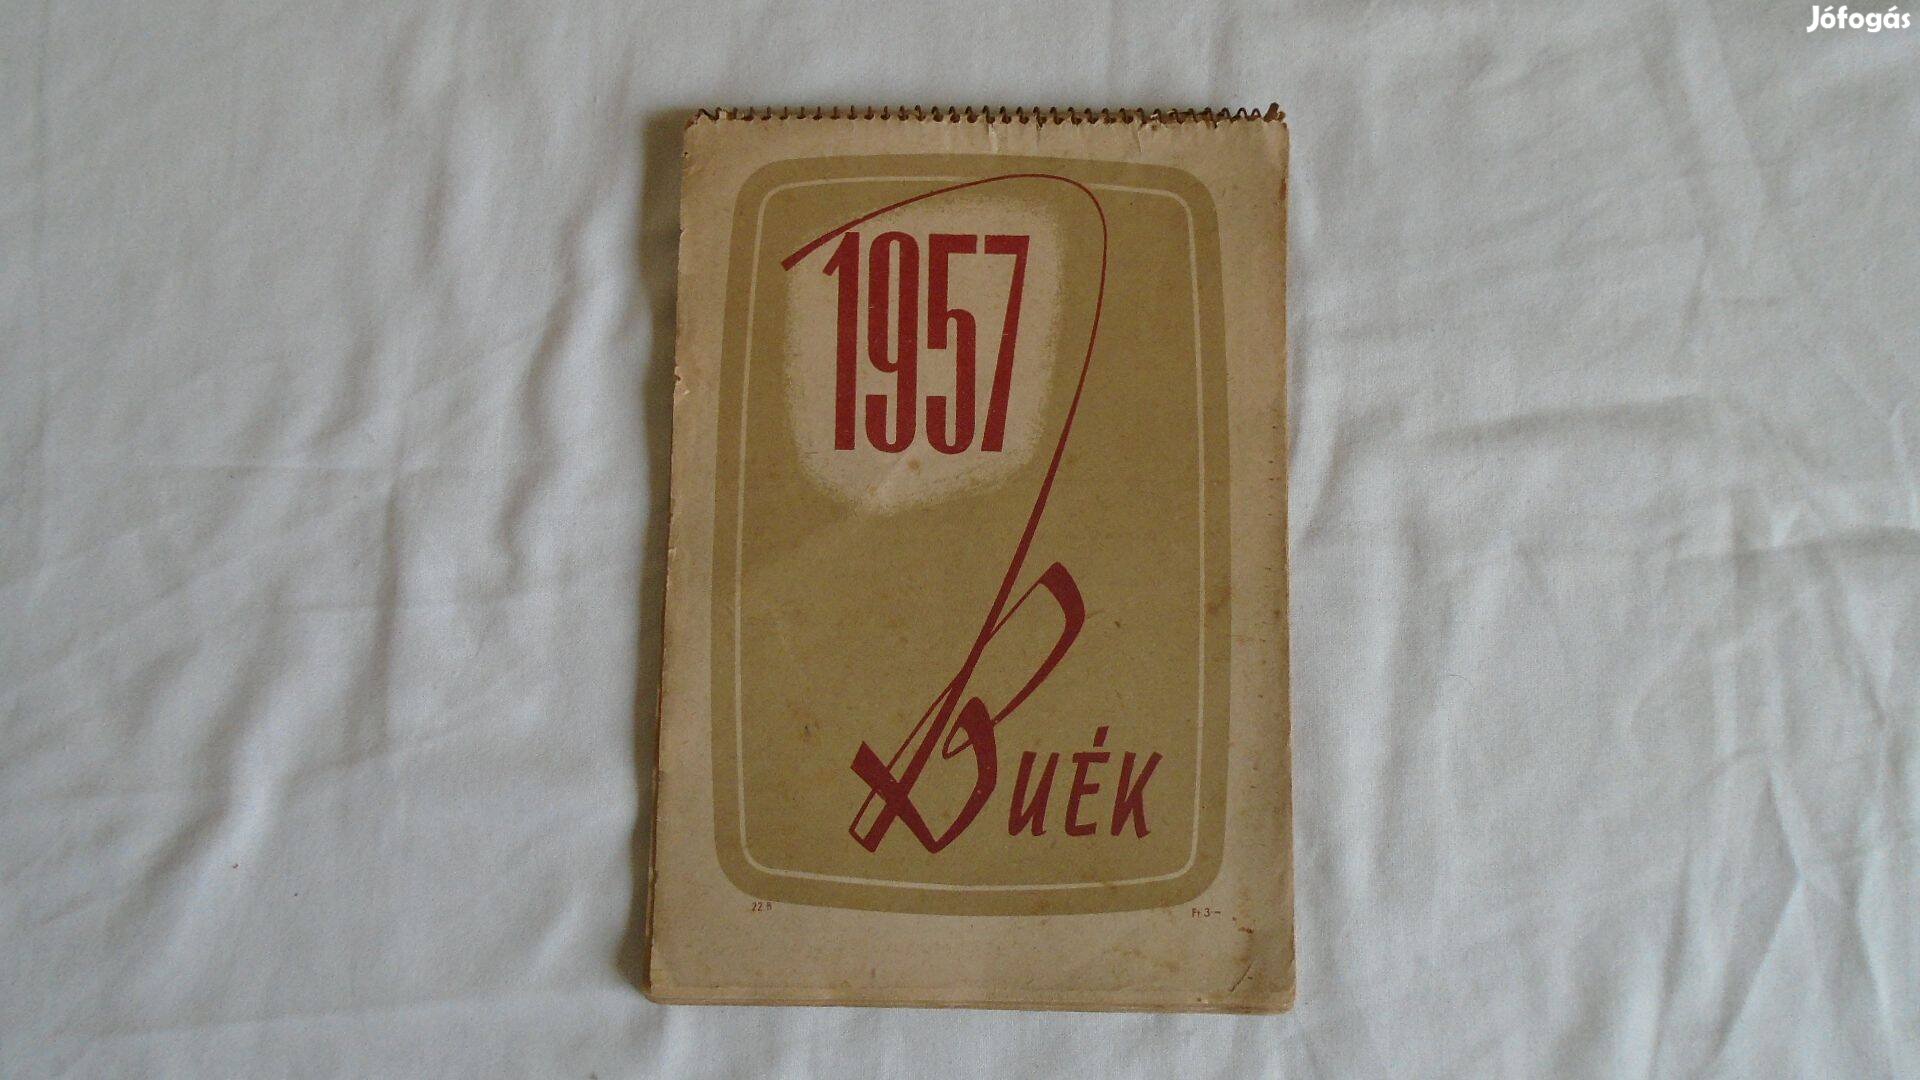 Jófogás
1957
BUÉK
22.B
Ft 3–